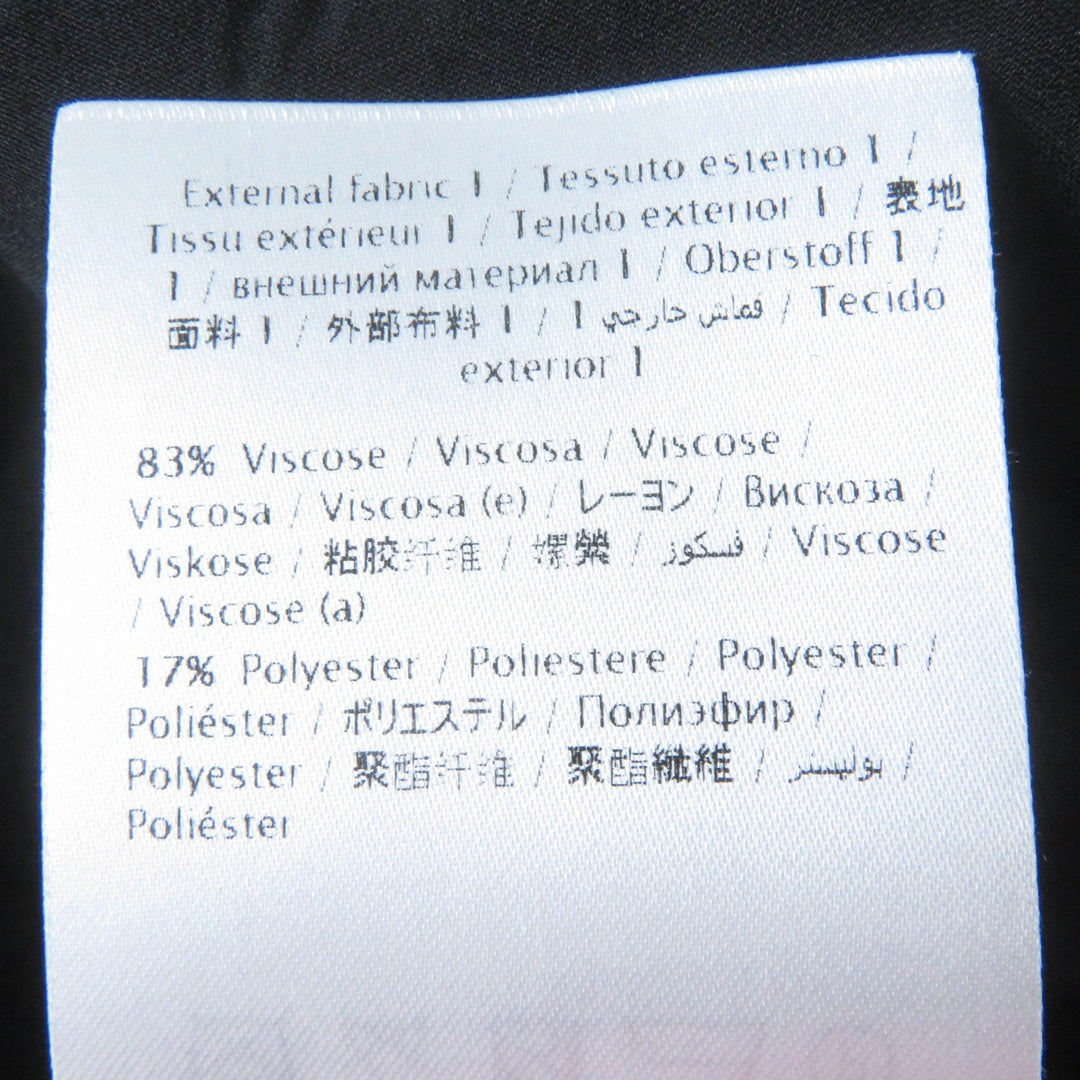 External fabric 1 / Tessuto esterno 1 /
Tissu extérieur 1 / Tejido exterior 1 / 表地
1 / внешний материал 1 / Oberstoff 1 /
面料 1 / 外部布料 1 / قماش خارجي 1 / Tecido
exterior 1
83% Viscose / Viscosa / Viscose /
Viscosa / Viscosa (e) / レーヨン / Вискоза /
Viskose / 粘胶纤维 / 嫘縈 / فسكوز / Viscose
/ Viscose (a)
17% Polyester / Poliestere / Polyester /
Poliéster / ポリエステル / Полиэфир /
Polyester / 聚酯纤维 / 聚酯纖維 / بوليستر /
Poliéster